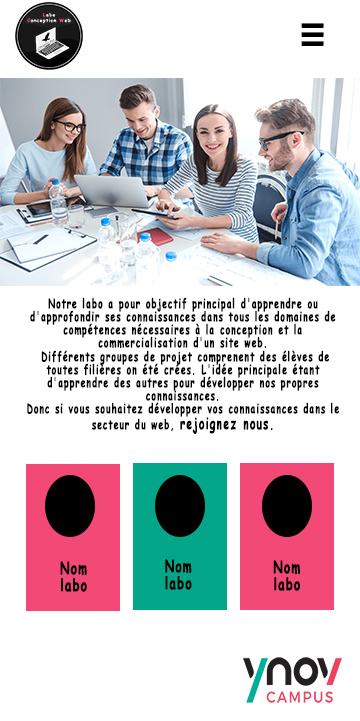 Labo
Conception Web
Notre labo a pour objectif principal d'apprendre ou
d'approfondir ses connaissances dans tous les domaines de
compétences nécessaires à la conception et la
commercialisation d'un site web.
Différents groupes de projet comprenent des élèves de
toutes filières on été crées. L'idée principale étant
d'apprendre des autres pour développer nos propres
connaissances.
Donc si vous souhaitez développer vos connaissances dans le
secteur du web, rejoignez nous.
Nom
labo
Nom
labo
Nom
labo
ynov
CAMPUS